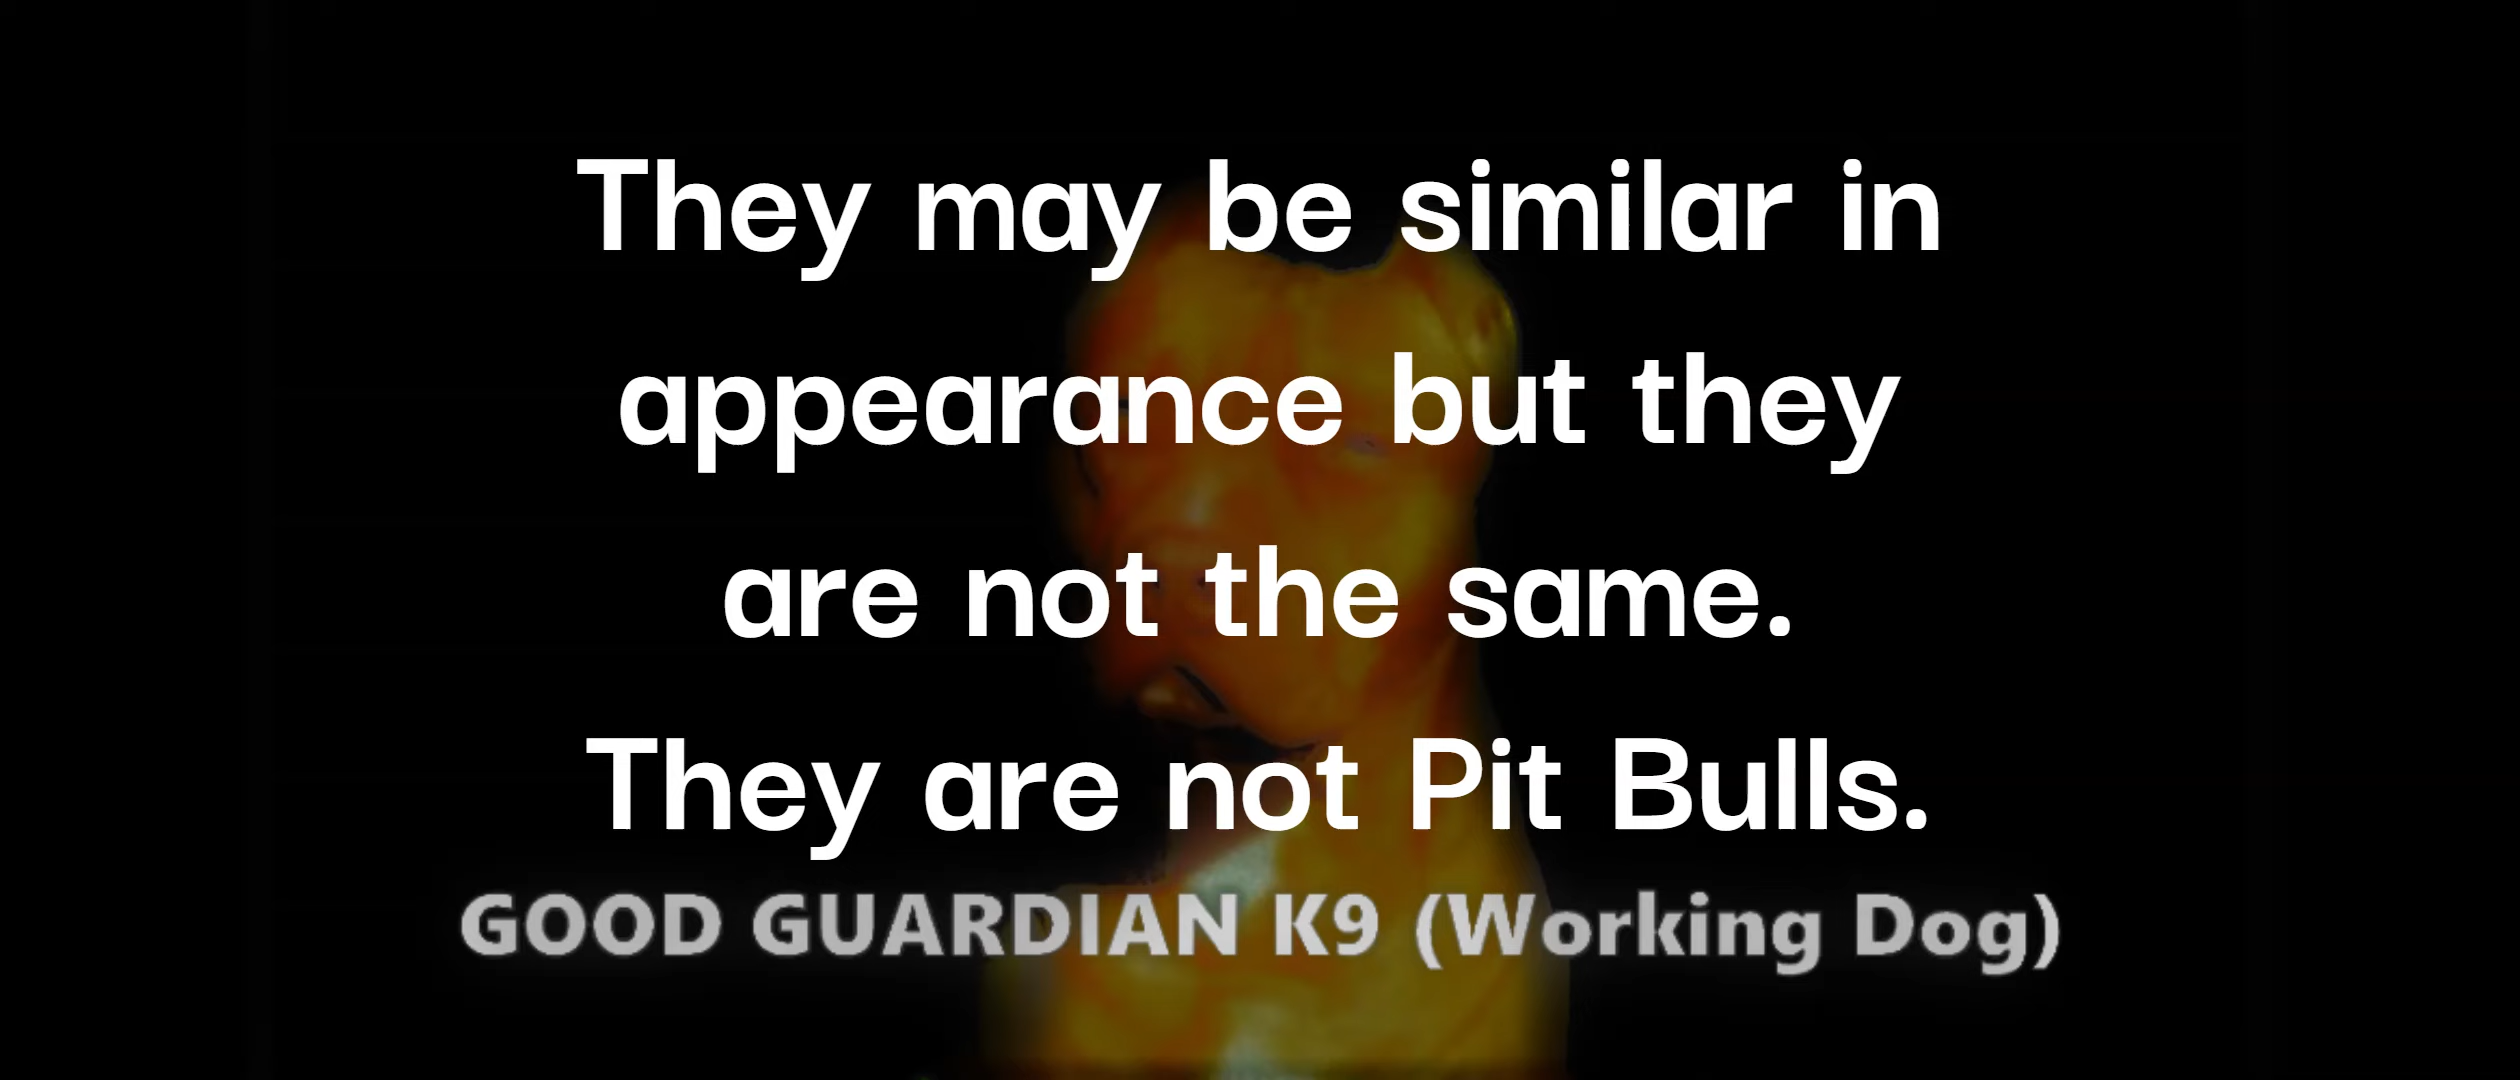 They may be similar in
appearance but they
are not the same.
They are not Pit Bulls.
GOOD GUARDIAN K9 (Working Dog)